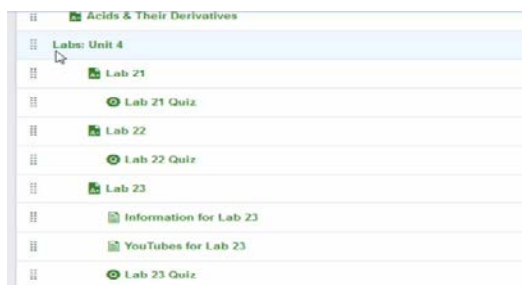 Acids & Their Derivatives
Labs: Unit 4
Lab 21
Lab 21 Quiz
Lab 22
Lab 22 Quiz
Lab 23
Information for Lab 23
YouTubes for Lab 23
Lab 23 Quiz